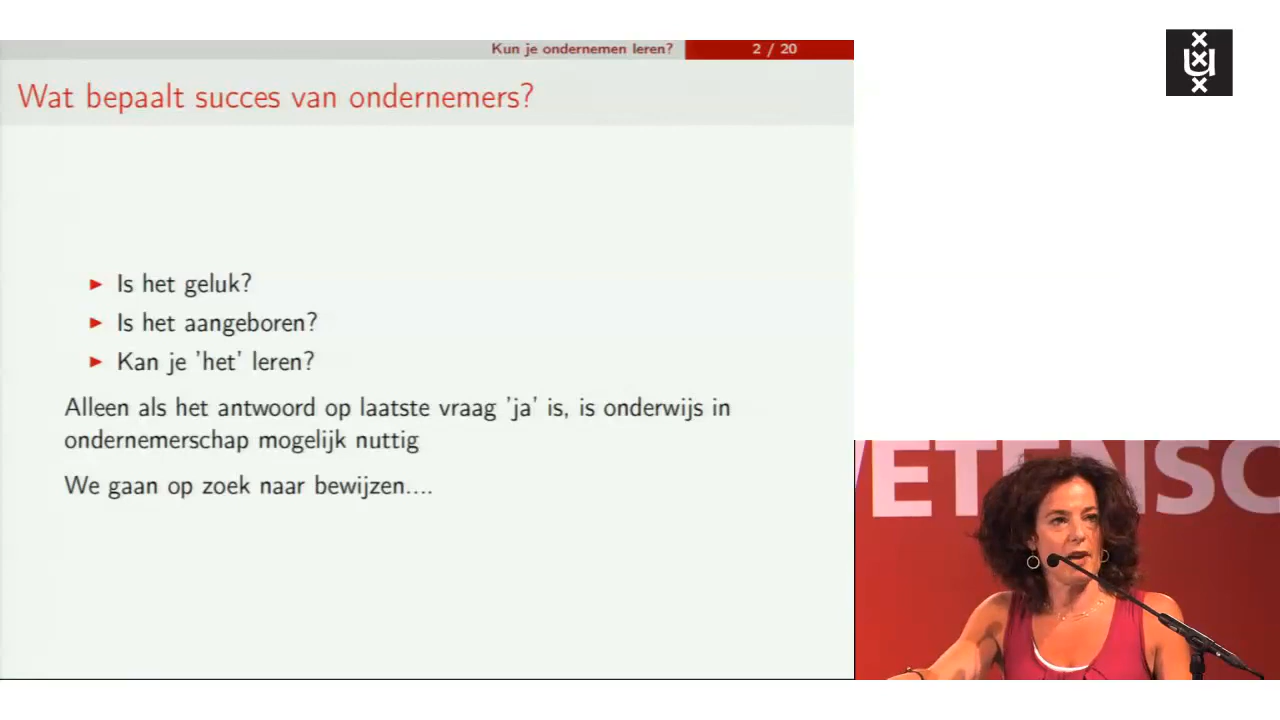 Kun je ondernemen leren?
2 / 20
Wat bepaalt succes van ondernemers?
Is het geluk?
Is het aangeboren?
Kan je 'het' leren?
Alleen als het antwoord op laatste vraag 'ja' is, is onderwijs in
ondernemerschap mogelijk nuttig
We gaan op zoek naar bewijzen....
WETENSC